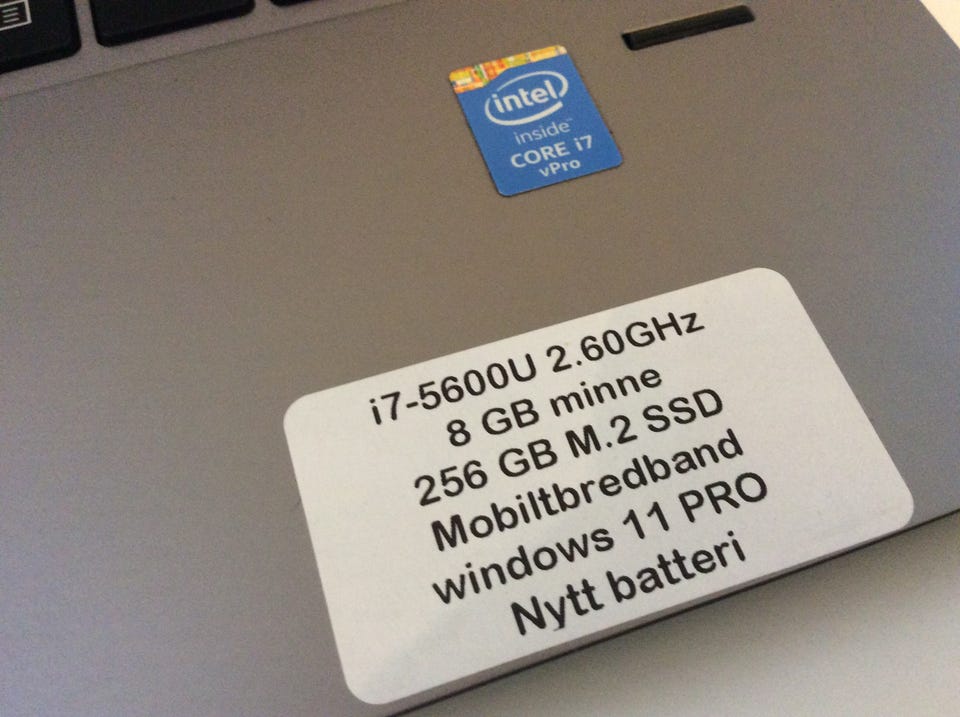 intel
inside™
CORE i7
vPro
i7-5600U 2.60GHz
8 GB minne
256 GB M.2 SSD
Mobiltbredband
windows 11 PRO
Nytt batteri